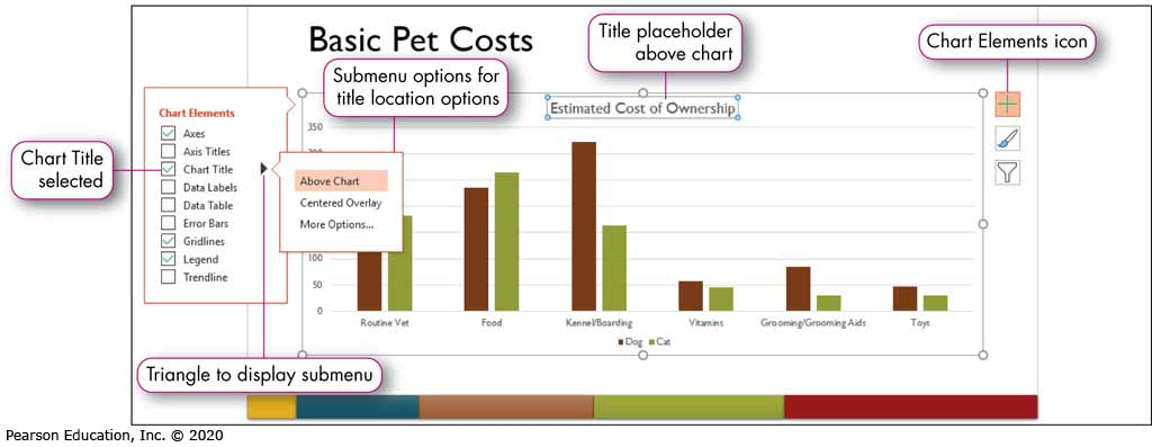 Basic Pet Costs
Title placeholder
above chart
Chart Elements icon
Submenu options for
title location options
Estimated Cost of Ownership
Chart Elements
Axes
Axis Titles
Chart Title
Data Labels
Data Table
Error Bars
Gridlines
Legend
Trendline
Chart Title
selected
Above Chart
Centered Overlay
More Options...
350
100
50
0
Routine Vet
Food
Kennel/Boarding
Vitamins
Grooming/Grooming Aids
Toys
Dog
Cat
Triangle to display submenu
Pearson Education, Inc. © 2020